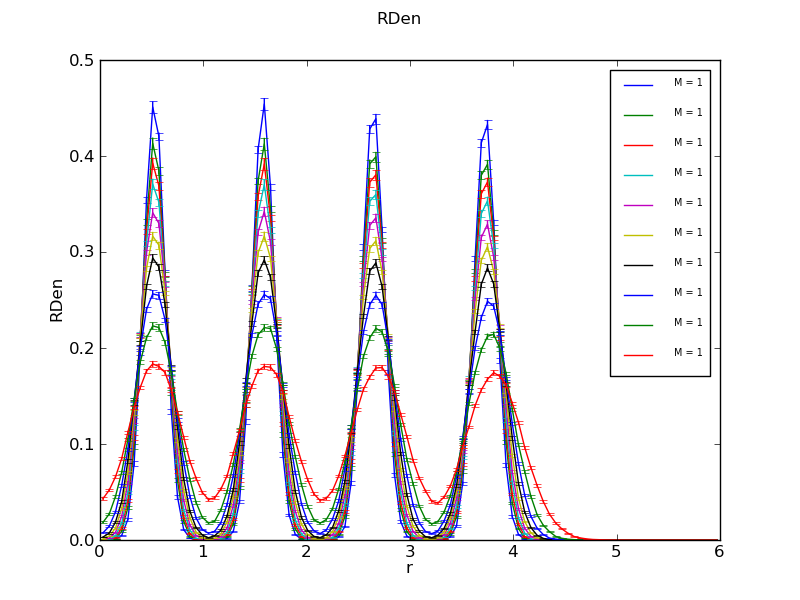 RDen
0.5
0.4
0.3
0.2
0.1
0.0
RDen
0 1 2 3 4 5 6
r
M = 1
M = 1
M = 1
M = 1
M = 1
M = 1
M = 1
M = 1
M = 1
M = 1